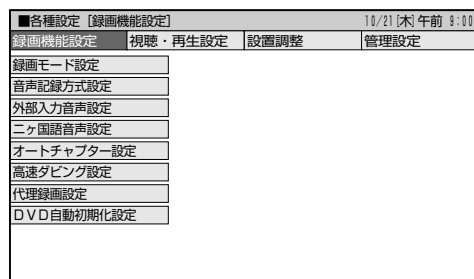 ■各種設定［録画機能設定］ 10/21[木]午前 9:00
録画機能設定 視聴・再生設定 設置調整 管理設定
録画モード設定
音声記録方式設定
外部入力音声設定
二ヶ国語音声設定
オートチャプター設定
高速ダビング設定
代理録画設定
ＤＶＤ自動初期化設定